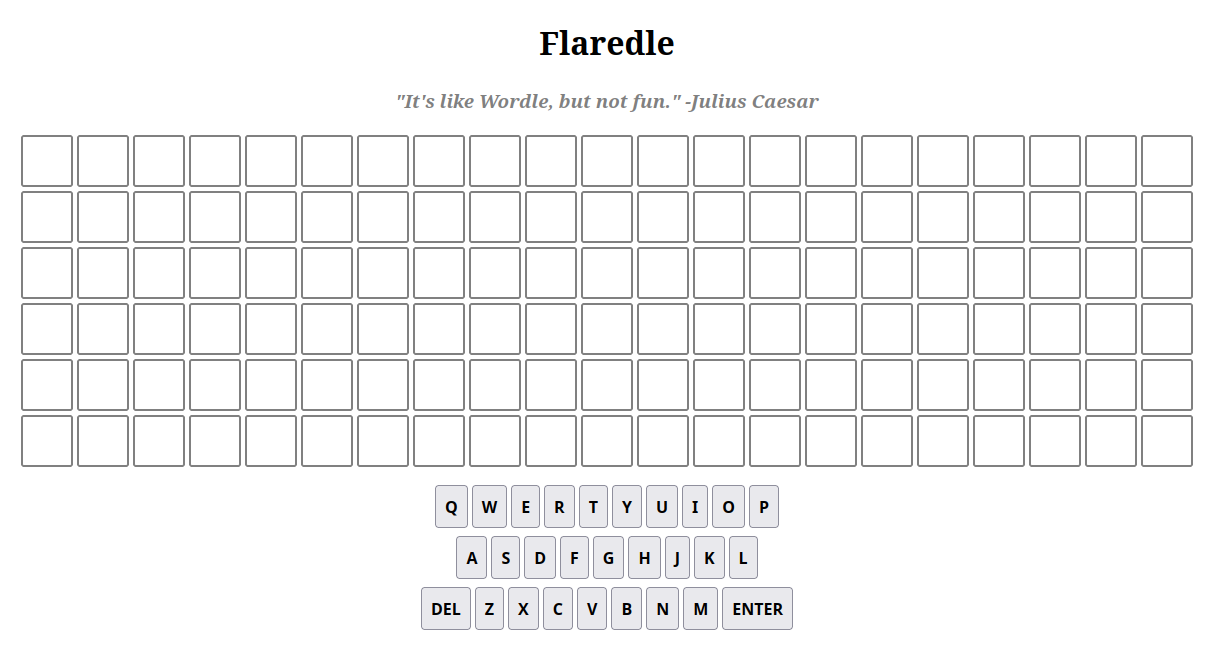 Flaredle
"It's like Wordle, but not fun." -Julius Caesar
Q W E R T Y U I O P
A S D F G H J K L
DEL Z X C V B N M ENTER